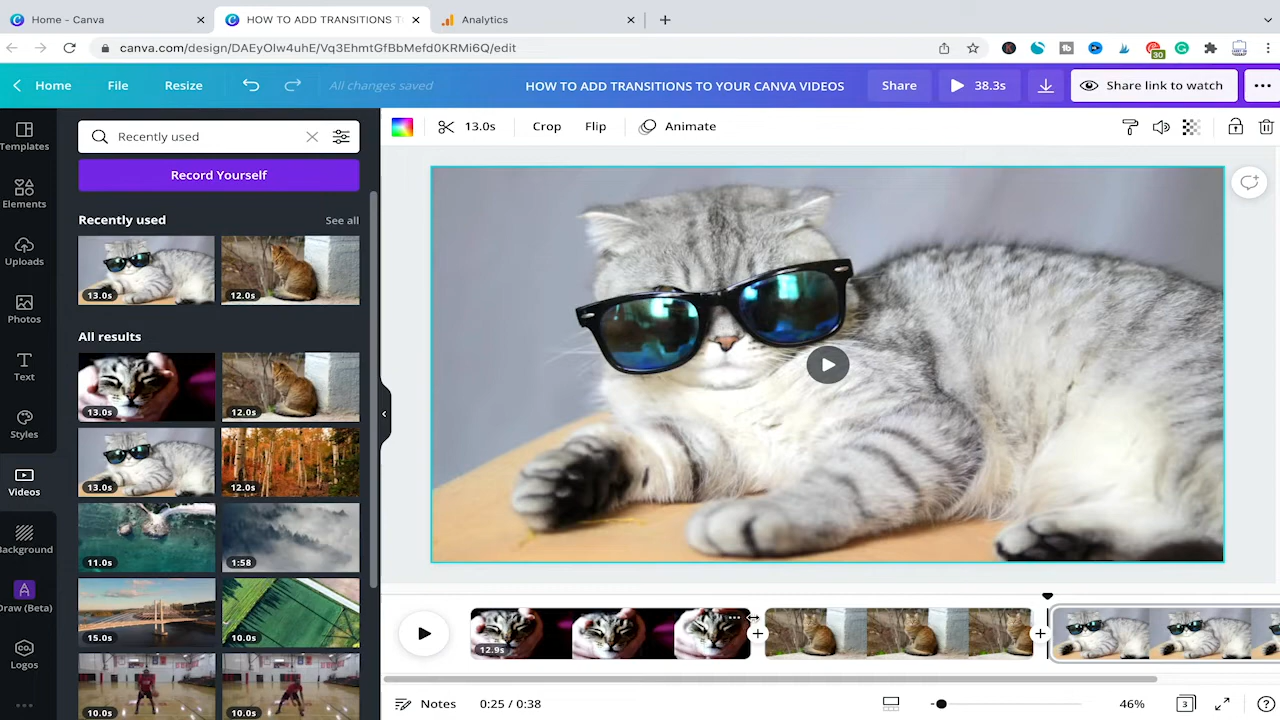 Home - Canva
HOW TO ADD TRANSITIONS T
Analytics
canva.com/design/DAEyOlw4uhE/Vq3EhmtGfBbMefd0KRMi6Q/edit
30
Home
File
Resize
All changes saved
HOW TO ADD TRANSITIONS TO YOUR CANVA VIDEOS
Share
38.3s
Share link to watch
Templates
Elements
Uploads
Photos
Text
Styles
Videos
Background
Draw (Beta)
Logos
Recently used
Record Yourself
Recently used
See all
13.0s
12.0s
All results
13.0s
12.0s
13.0s
12.0s
11.0s
1:58
15.0s
10.0s
10.0s
10.0s
13.0s
Crop
Flip
Animate
12.9s
Notes
0:25 / 0:38
46%
3